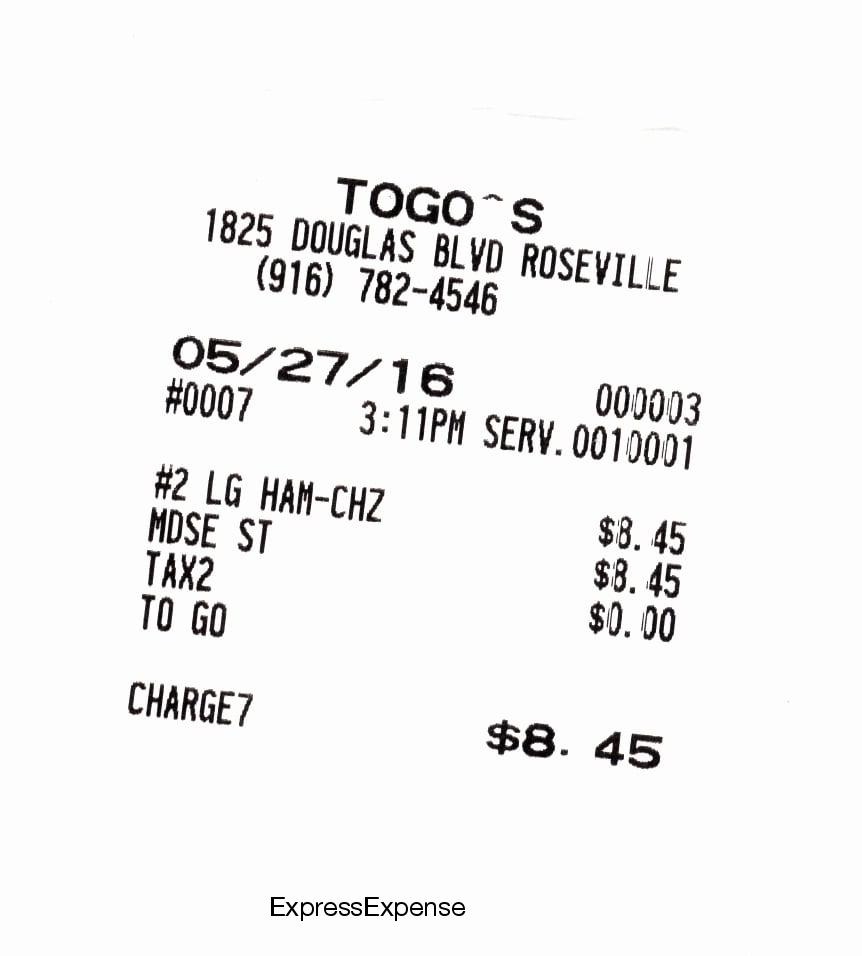 TOGO^S
1825 DOUGLAS BLVD ROSEVILLE
(916) 782-4546
05/27/16 000003
#0007 3:11PM SERV.0010001
#2 LG HAM-CHZ $8.45
MDSE ST $8.45
TAX2 $0.00
TO GO
CHARGE7 $8.45
ExpressExpense